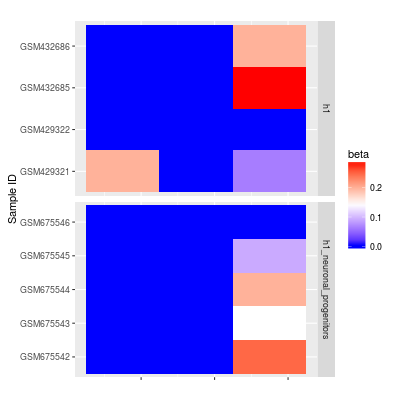 GSM432686
GSM432685
GSM429322
GSM429321
h1
GSM675546
GSM675545
GSM675544
GSM675543
GSM675542
h1_neuronal_progenitors
Sample ID
beta
0.2
0.1
0.0